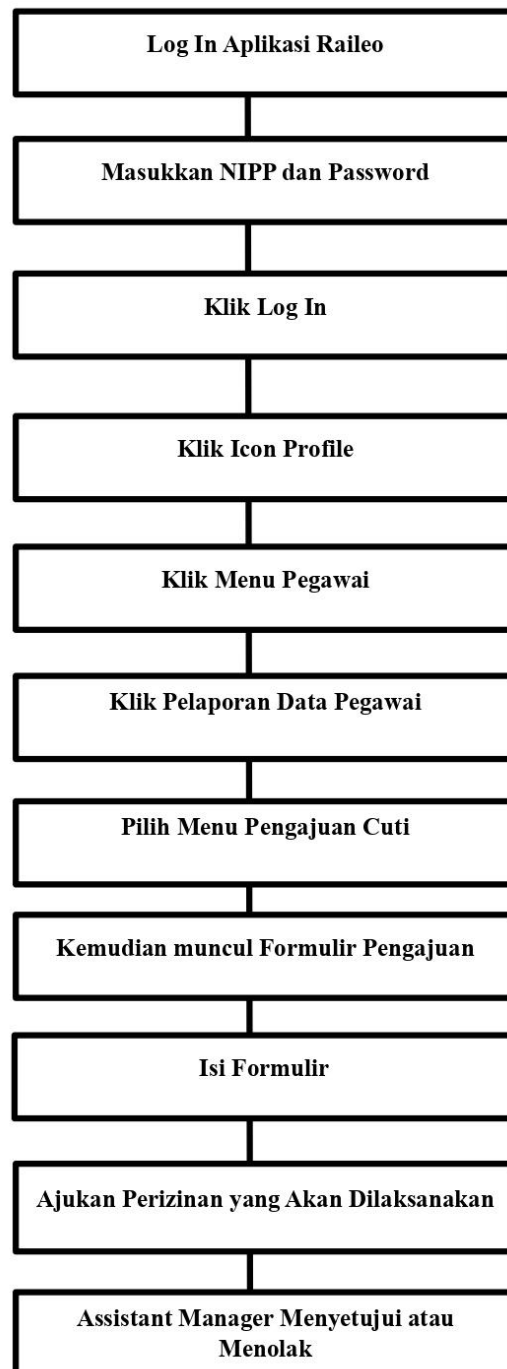 Log In Aplikasi Raileo
Masukkan NIPP dan Password
Klik Log In
Klik Icon Profile
Klik Menu Pegawai
Klik Pelaporan Data Pegawai
Pilih Menu Pengajuan Cuti
Kemudian muncul Formulir Pengajuan
Isi Formulir
Ajukan Perizinan yang Akan Dilaksanakan
Assistant Manager Menyetujui atau
Menolak